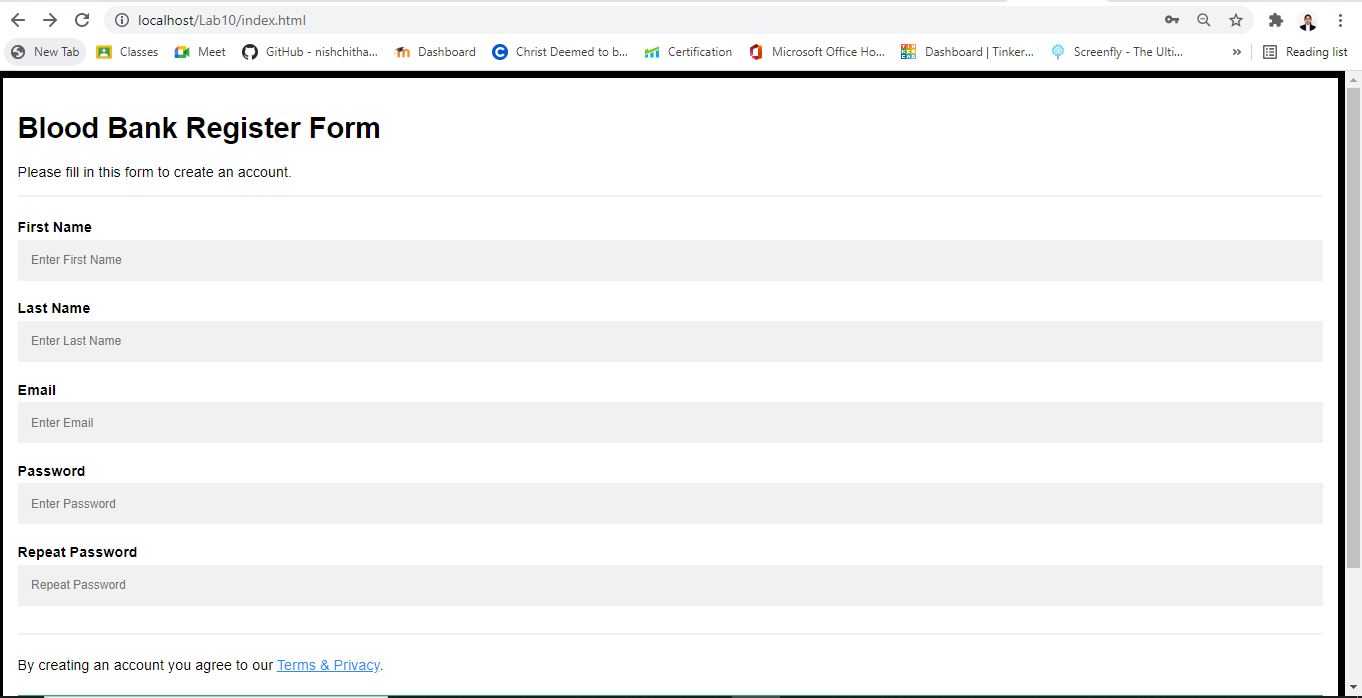 localhost/Lab10/index.html
New Tab Classes Meet GitHub - nishchitha... Dashboard Christ Deemed to b... Certification Microsoft Office Ho... Dashboard | Tinker... Screenfly - The Ulti... » Reading list
Blood Bank Register Form
Please fill in this form to create an account.
First Name
Enter First Name
Last Name
Enter Last Name
Email
Enter Email
Password
Enter Password
Repeat Password
Repeat Password
By creating an account you agree to our Terms & Privacy.